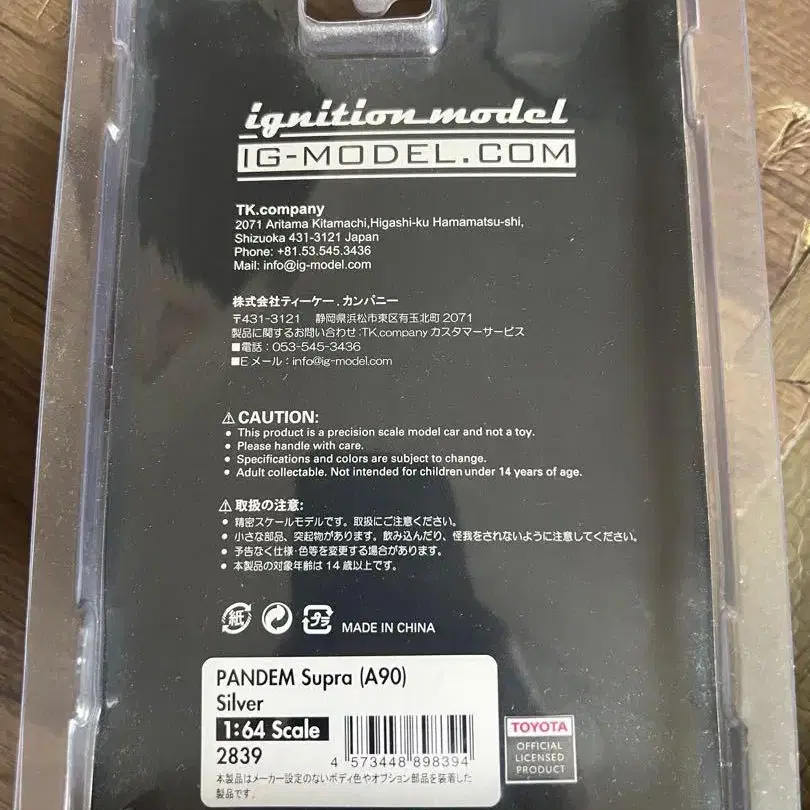 ignition model
IG-MODEL.COM
TK.company
2071 Aritama Kitamachi,Higashi-ku Hamamatsu-shi,
Shizuoka 431-3121 Japan
Phone: +81.53.545.3436
Mail: info@ig-model.com
株式会社ティーケー.カンパニー
〒431-3121 静岡県浜松市東区有玉北町 2071
製品に関するお問い合わせ:TK.company カスタマーサービス
■電話:053-545-3436
■Eメール:info@ig-model.com
⚠CAUTION:
• This product is a precision scale model car and not a toy.
• Please handle with care.
• Specifications and colors are subject to change.
• Adult collectable. Not intended for children under 14 years of age.
⚠取扱の注意:
• 精密スケールモデルです。取扱にご注意ください。
• 小さな部品、突起物があります。飲み込んだり、怪我をされないように注意してください。
• 予告なく仕様・色等を変更する場合があります。
• 本製品の対象年齢は14歳以上です。
紙 プラ MADE IN CHINA
PANDEM Supra (A90)
Silver
1:64 Scale
2839
4 573448 898394
本製品はメーカー設定のないボディ色やオプション部品を装着した
製品です。
TOYOTA
OFFICIAL
LICENSED
PRODUCT